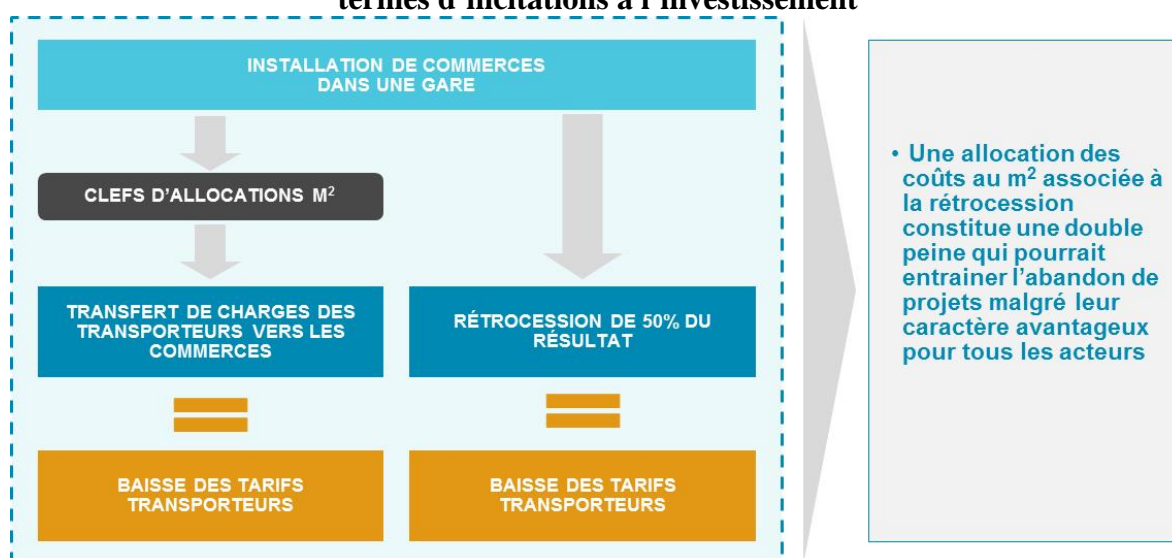 termes d'incitations à l'investissement
INSTALLATION DE COMMERCES
DANS UNE GARE
CLEFS D'ALLOCATIONS M²
TRANSFERT DE CHARGES DES
TRANSPORTEURS VERS LES
COMMERCES
RÉTROCESSION DE 50% DU
RÉSULTAT
BAISSE DES TARIFS
TRANSPORTEURS
BAISSE DES TARIFS
TRANSPORTEURS
• Une allocation des
coûts au m² associée à
la rétrocession
constitue une double
peine qui pourrait
entrainer l'abandon de
projets malgré leur
caractère avantageux
pour tous les acteurs